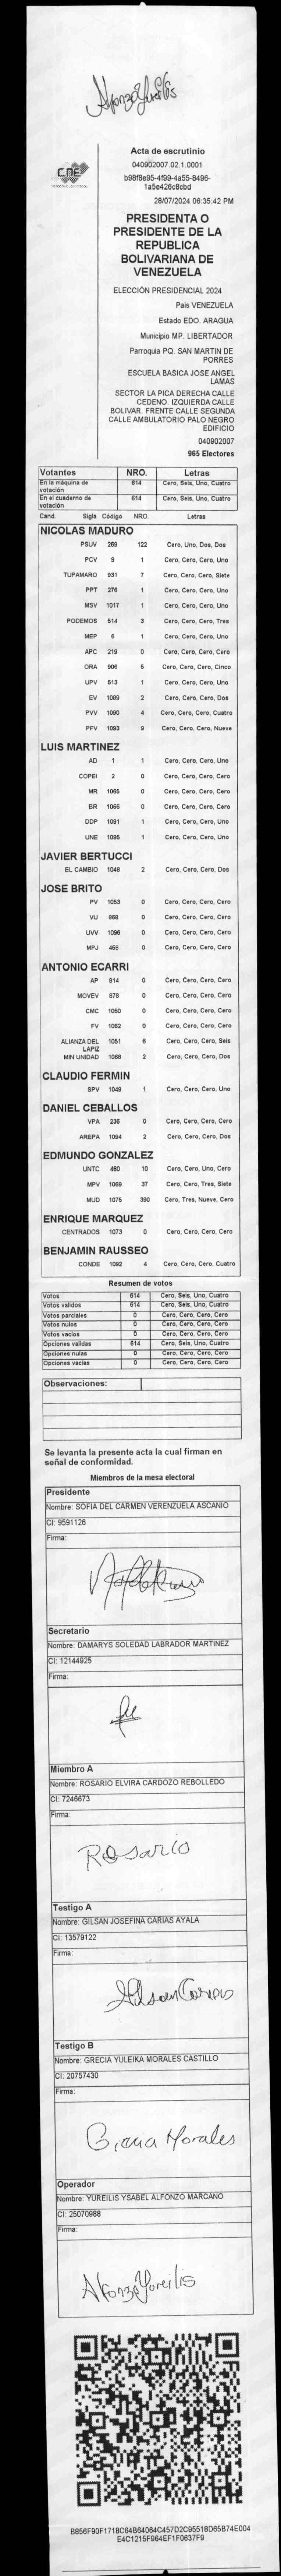 AlfonzoYureilis
CNE
Acta de escrutinio
040902007.02.1.0001
b98f8e95-4f99-4a55-8496-
1a5e426c8cbd
28/07/2024 06:35:42 PM
PRESIDENTA O
PRESIDENTE DE LA
REPUBLICA
BOLIVARIANA DE
VENEZUELA
ELECCIÓN PRESIDENCIAL 2024
País VENEZUELA
Estado EDO. ARAGUA
Municipio MP. LIBERTADOR
Parroquia PQ. SAN MARTIN DE
PORRES
ESCUELA BASICA JOSE ANGEL
LAMAS
SECTOR LA PICA DERECHA CALLE
CEDENO. IZQUIERDA CALLE
BOLIVAR. FRENTE CALLE SEGUNDA
CALLE AMBULATORIO PALO NEGRO
EDIFICIO
040902007
965 Electores
Votantes NRO. Letras
En la máquina de votación 614 Cero, Seis, Uno, Cuatro
En el cuaderno de votación 614 Cero, Seis, Uno, Cuatro
Cand. Sigla Código NRO. Letras
NICOLAS MADURO
PSUV 269 122 Cero, Uno, Dos, Dos
PCV 9 1 Cero, Cero, Cero, Uno
TUPAMARO 931 7 Cero, Cero, Cero, Siete
PPT 276 1 Cero, Cero, Cero, Uno
MSV 1017 1 Cero, Cero, Cero, Uno
PODEMOS 514 3 Cero, Cero, Cero, Tres
MEP 6 1 Cero, Cero, Cero, Uno
APC 219 0 Cero, Cero, Cero, Cero
ORA 906 5 Cero, Cero, Cero, Cinco
UPV 513 1 Cero, Cero, Cero, Uno
EV 1089 2 Cero, Cero, Cero, Dos
PVV 1090 4 Cero, Cero, Cero, Cuatro
PFV 1093 9 Cero, Cero, Cero, Nueve
LUIS MARTINEZ
AD 1 1 Cero, Cero, Cero, Uno
COPEI 2 0 Cero, Cero, Cero, Cero
MR 1065 0 Cero, Cero, Cero, Cero
BR 1066 0 Cero, Cero, Cero, Cero
DDP 1091 1 Cero, Cero, Cero, Uno
UNE 1095 1 Cero, Cero, Cero, Uno
JAVIER BERTUCCI
EL CAMBIO 1048 2 Cero, Cero, Cero, Dos
JOSE BRITO
PV 1053 0 Cero, Cero, Cero, Cero
VU 968 0 Cero, Cero, Cero, Cero
UVV 1096 0 Cero, Cero, Cero, Cero
MPJ 458 0 Cero, Cero, Cero, Cero
ANTONIO ECARRI
AP 814 0 Cero, Cero, Cero, Cero
MOVEV 878 0 Cero, Cero, Cero, Cero
CMC 1050 0 Cero, Cero, Cero, Cero
FV 1062 0 Cero, Cero, Cero, Cero
ALIANZA DEL LAPIZ 1051 6 Cero, Cero, Cero, Seis
MIN UNIDAD 1068 2 Cero, Cero, Cero, Dos
CLAUDIO FERMIN
SPV 1049 1 Cero, Cero, Cero, Uno
DANIEL CEBALLOS
VPA 236 0 Cero, Cero, Cero, Cero
AREPA 1094 2 Cero, Cero, Cero, Dos
EDMUNDO GONZALEZ
UNTC 460 10 Cero, Cero, Uno, Cero
MPV 1069 37 Cero, Cero, Tres, Siete
MUD 1075 390 Cero, Tres, Nueve, Cero
ENRIQUE MARQUEZ
CENTRADOS 1073 0 Cero, Cero, Cero, Cero
BENJAMIN RAUSSEO
CONDE 1092 4 Cero, Cero, Cero, Cuatro
Resumen de votos
Votos 614 Cero, Seis, Uno, Cuatro
Votos validos 614 Cero, Seis, Uno, Cuatro
Votos parciales 0 Cero, Cero, Cero, Cero
Votos nulos 0 Cero, Cero, Cero, Cero
Votos vacíos 0 Cero, Cero, Cero, Cero
Opciones validas 614 Cero, Seis, Uno, Cuatro
Opciones nulas 0 Cero, Cero, Cero, Cero
Opciones vacias 0 Cero, Cero, Cero, Cero
Observaciones:
Se levanta la presente acta la cual firman en
señal de conformidad.
Miembros de la mesa electoral
Presidente
Nombre: SOFIA DEL CARMEN VERENZUELA ASCANIO
CI: 9591126
Firma:
Secretario
Nombre: DAMARYS SOLEDAD LABRADOR MARTINEZ
CI: 12144925
Firma:
Miembro A
Nombre: ROSARIO ELVIRA CARDOZO REBOLLEDO
CI: 7246673
Firma:
Rosario
Testigo A
Nombre: GILSAN JOSEFINA CARIAS AYALA
CI: 13579122
Firma:
Gilsan Carias
Testigo B
Nombre: GRECIA YULEIKA MORALES CASTILLO
CI: 20757430
Firma:
Grecia Morales
Operador
Nombre: YUREILIS YSABEL ALFONZO MARCANO
CI: 25070988
Firma:
AlfonzoYureilis
B856F90F1718C84B64064C457D2C95518D65B74E004
E4C1215F964EF1F0637F9